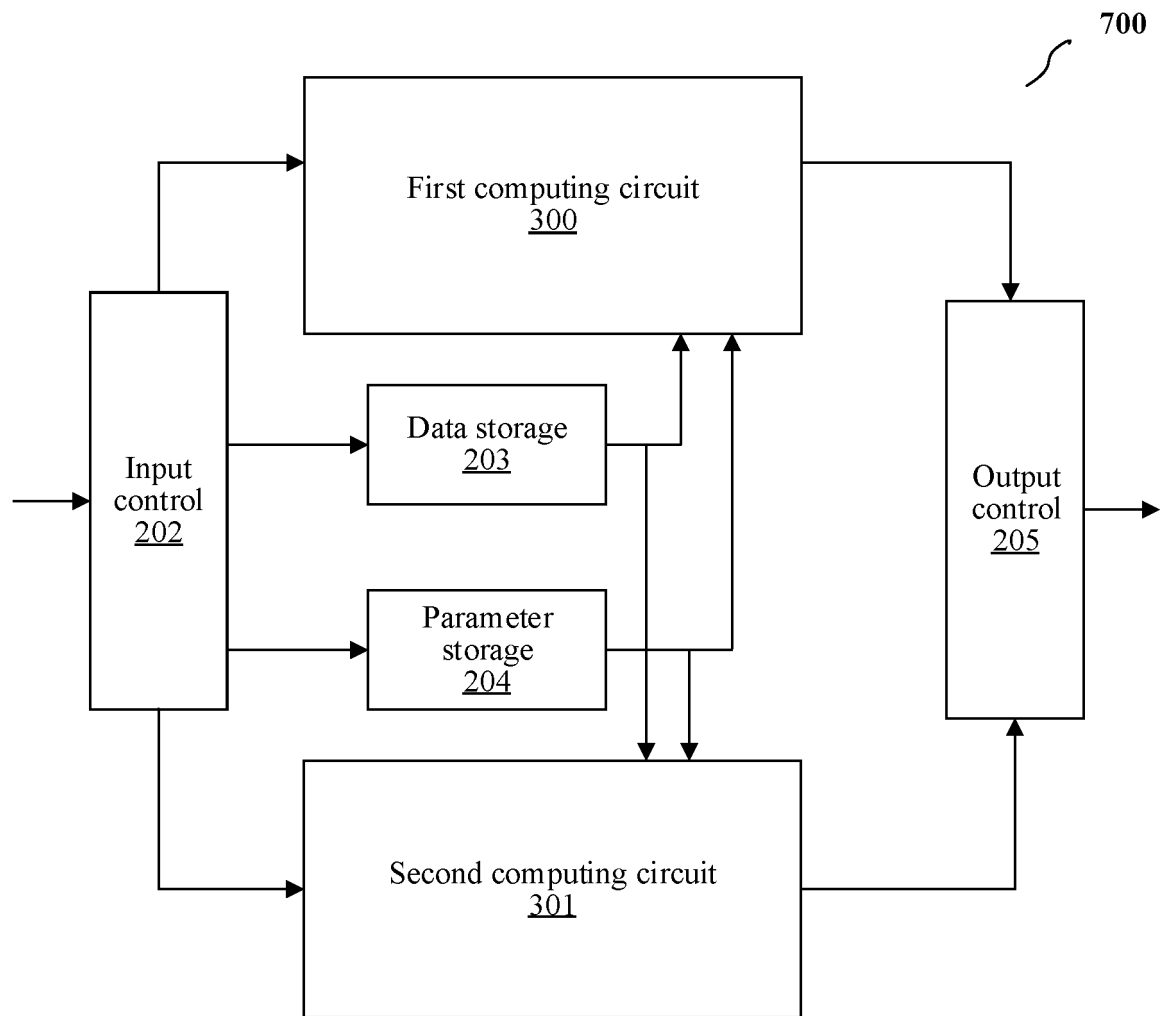 700
First computing circuit
300
Data storage
203
Input
control
202
Output
control
205
Parameter
storage
204
Second computing circuit
301